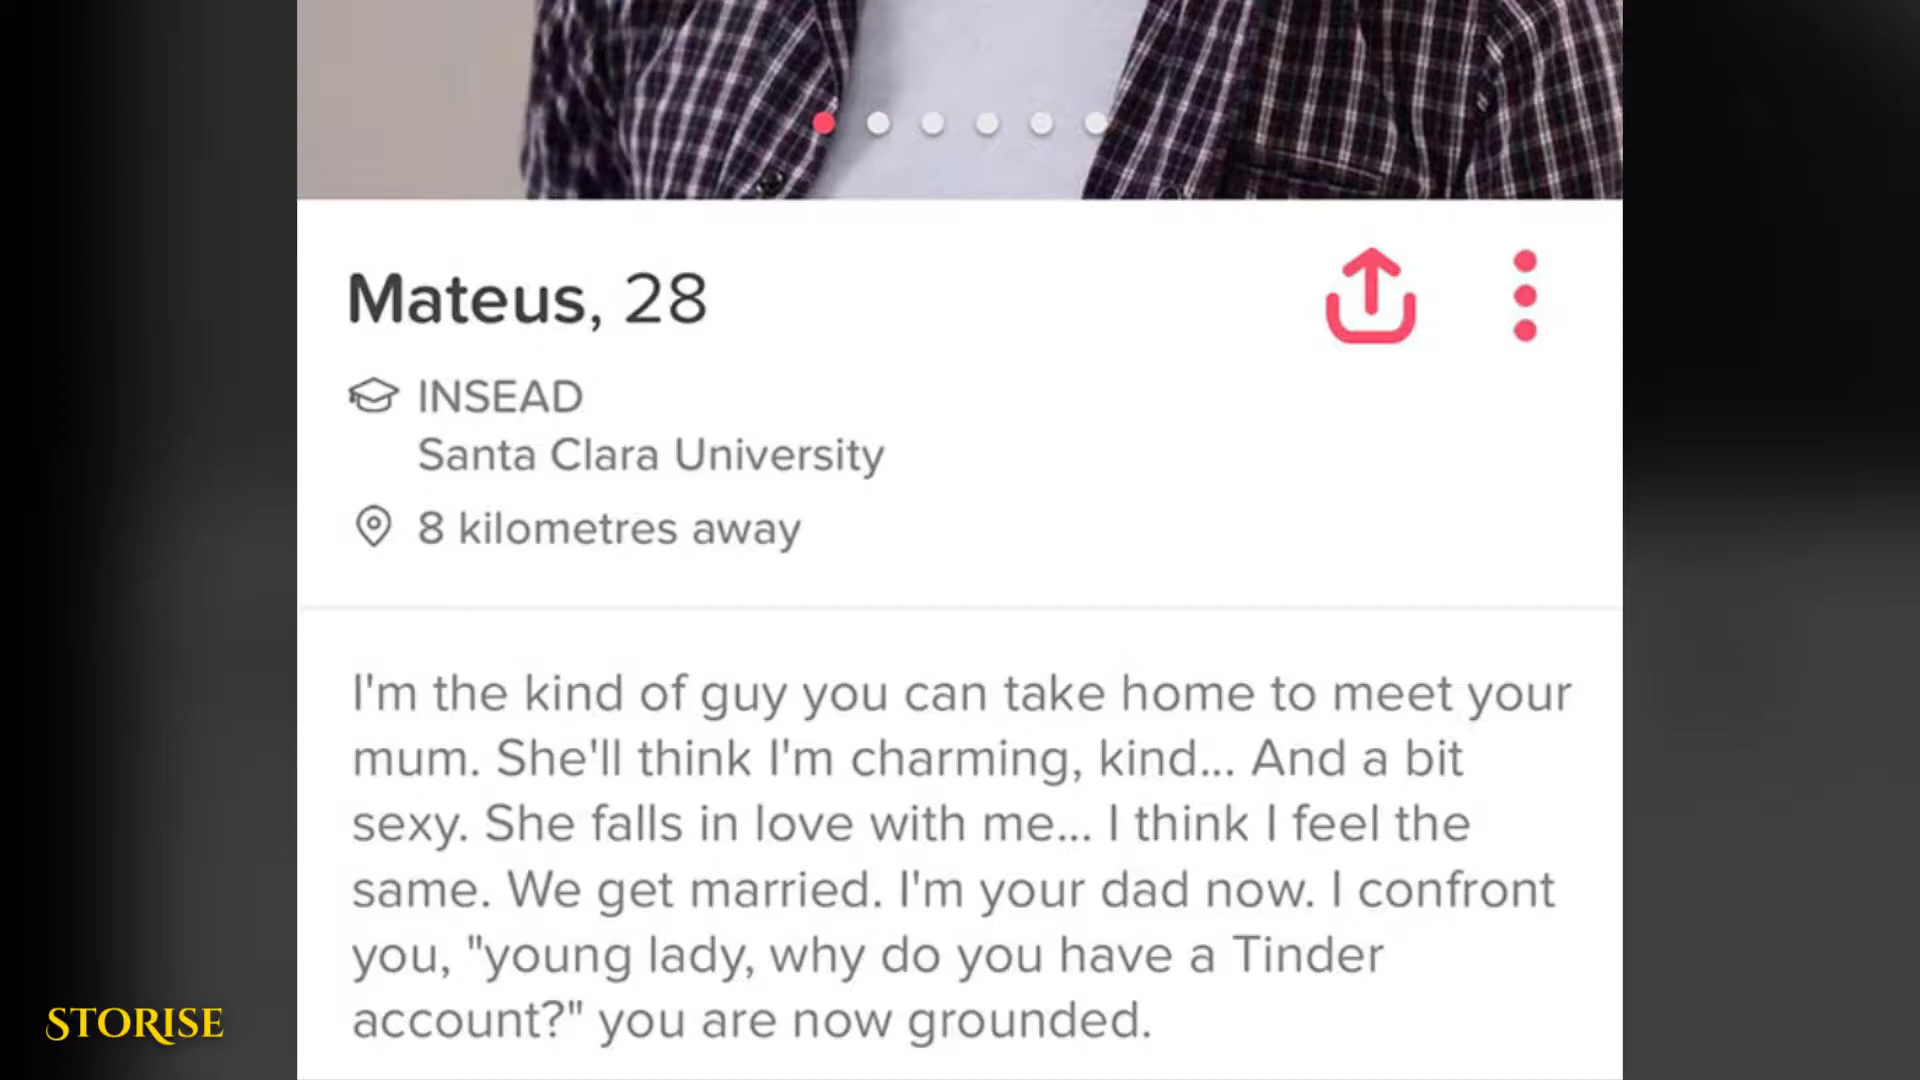 Mateus, 28
INSEAD
Santa Clara University
8 kilometres away
I'm the kind of guy you can take home to meet your
mum. She'll think I'm charming, kind... And a bit
sexy. She falls in love with me... I think I feel the
same. We get married. I'm your dad now. I confront
you, "young lady, why do you have a Tinder
account?" you are now grounded.
STORISE